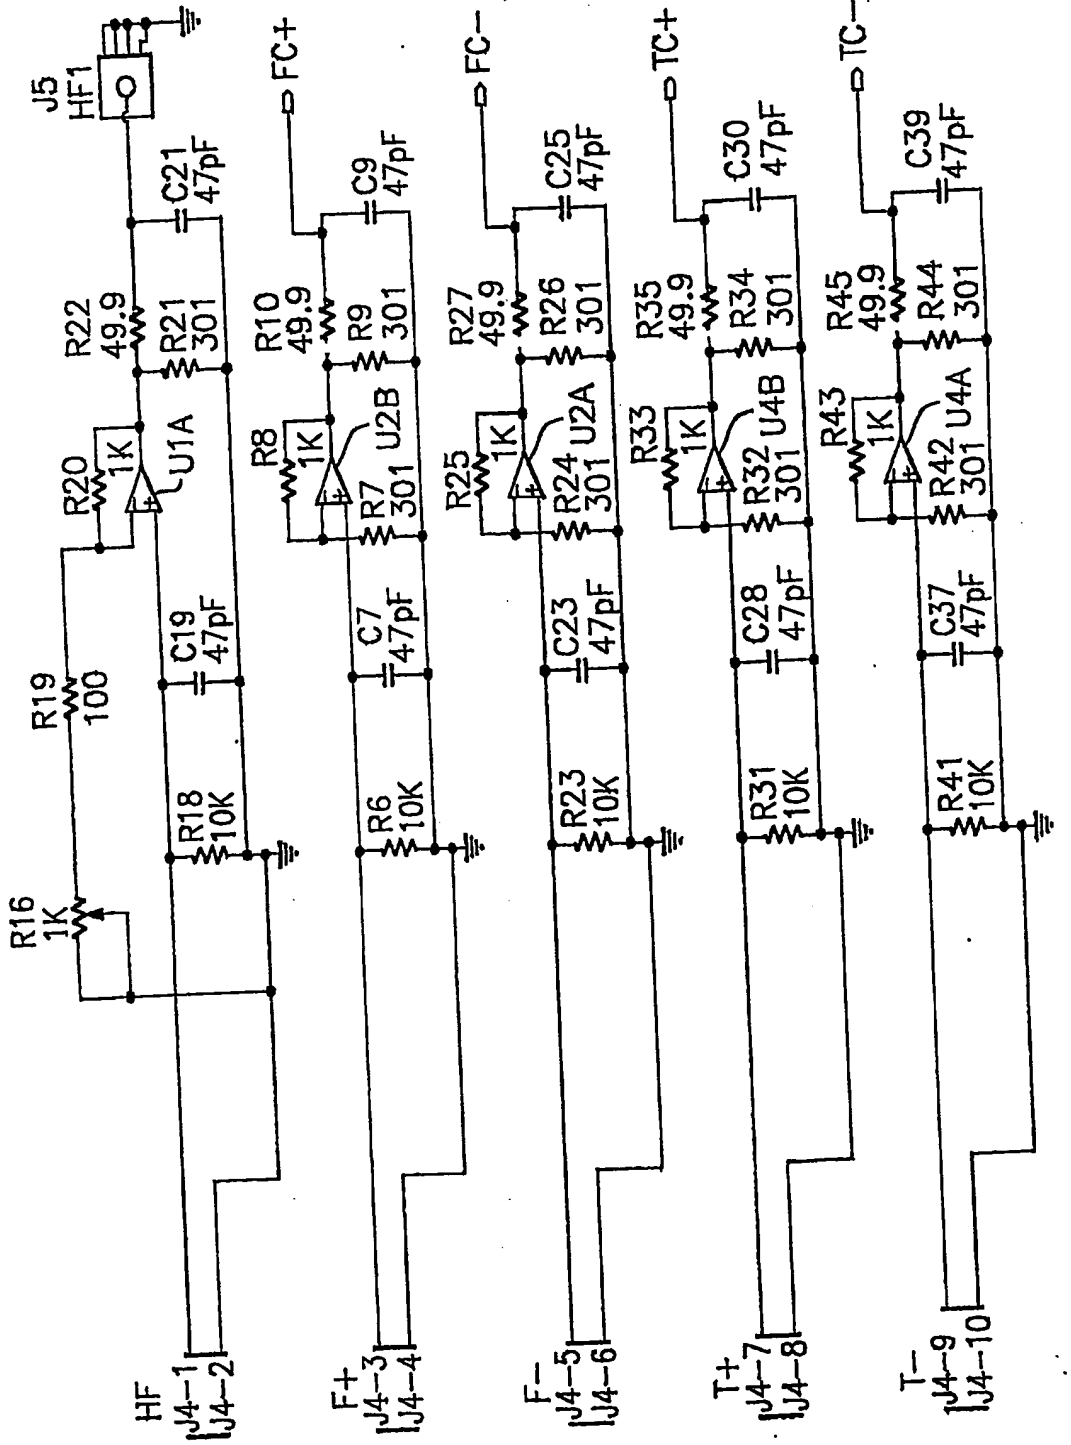 HF
J4-1
J4-2
R16
1K
R18
10K
R19
100
C19
47pF
R20
1K
U1A
R22
49.9
R21
301
C21
47pF
J5
HF1
F+
J4-3
J4-4
R6
10K
C7
47pF
R8
1K
R7
301
U2B
R10
49.9
R9
301
C9
47pF
FC+
F-
J4-5
J4-6
R23
10K
C23
47pF
R25
1K
R24
301
U2A
R27
49.9
R26
301
C25
47pF
FC-
T+
J4-7
J4-8
R31
10K
C28
47pF
R33
1K
R32
301
U4B
R35
49.9
R34
301
C30
47pF
TC+
T-
J4-9
J4-10
R41
10K
C37
47pF
R43
1K
R42
301
U4A
R45
49.9
R44
301
C39
47pF
TC-